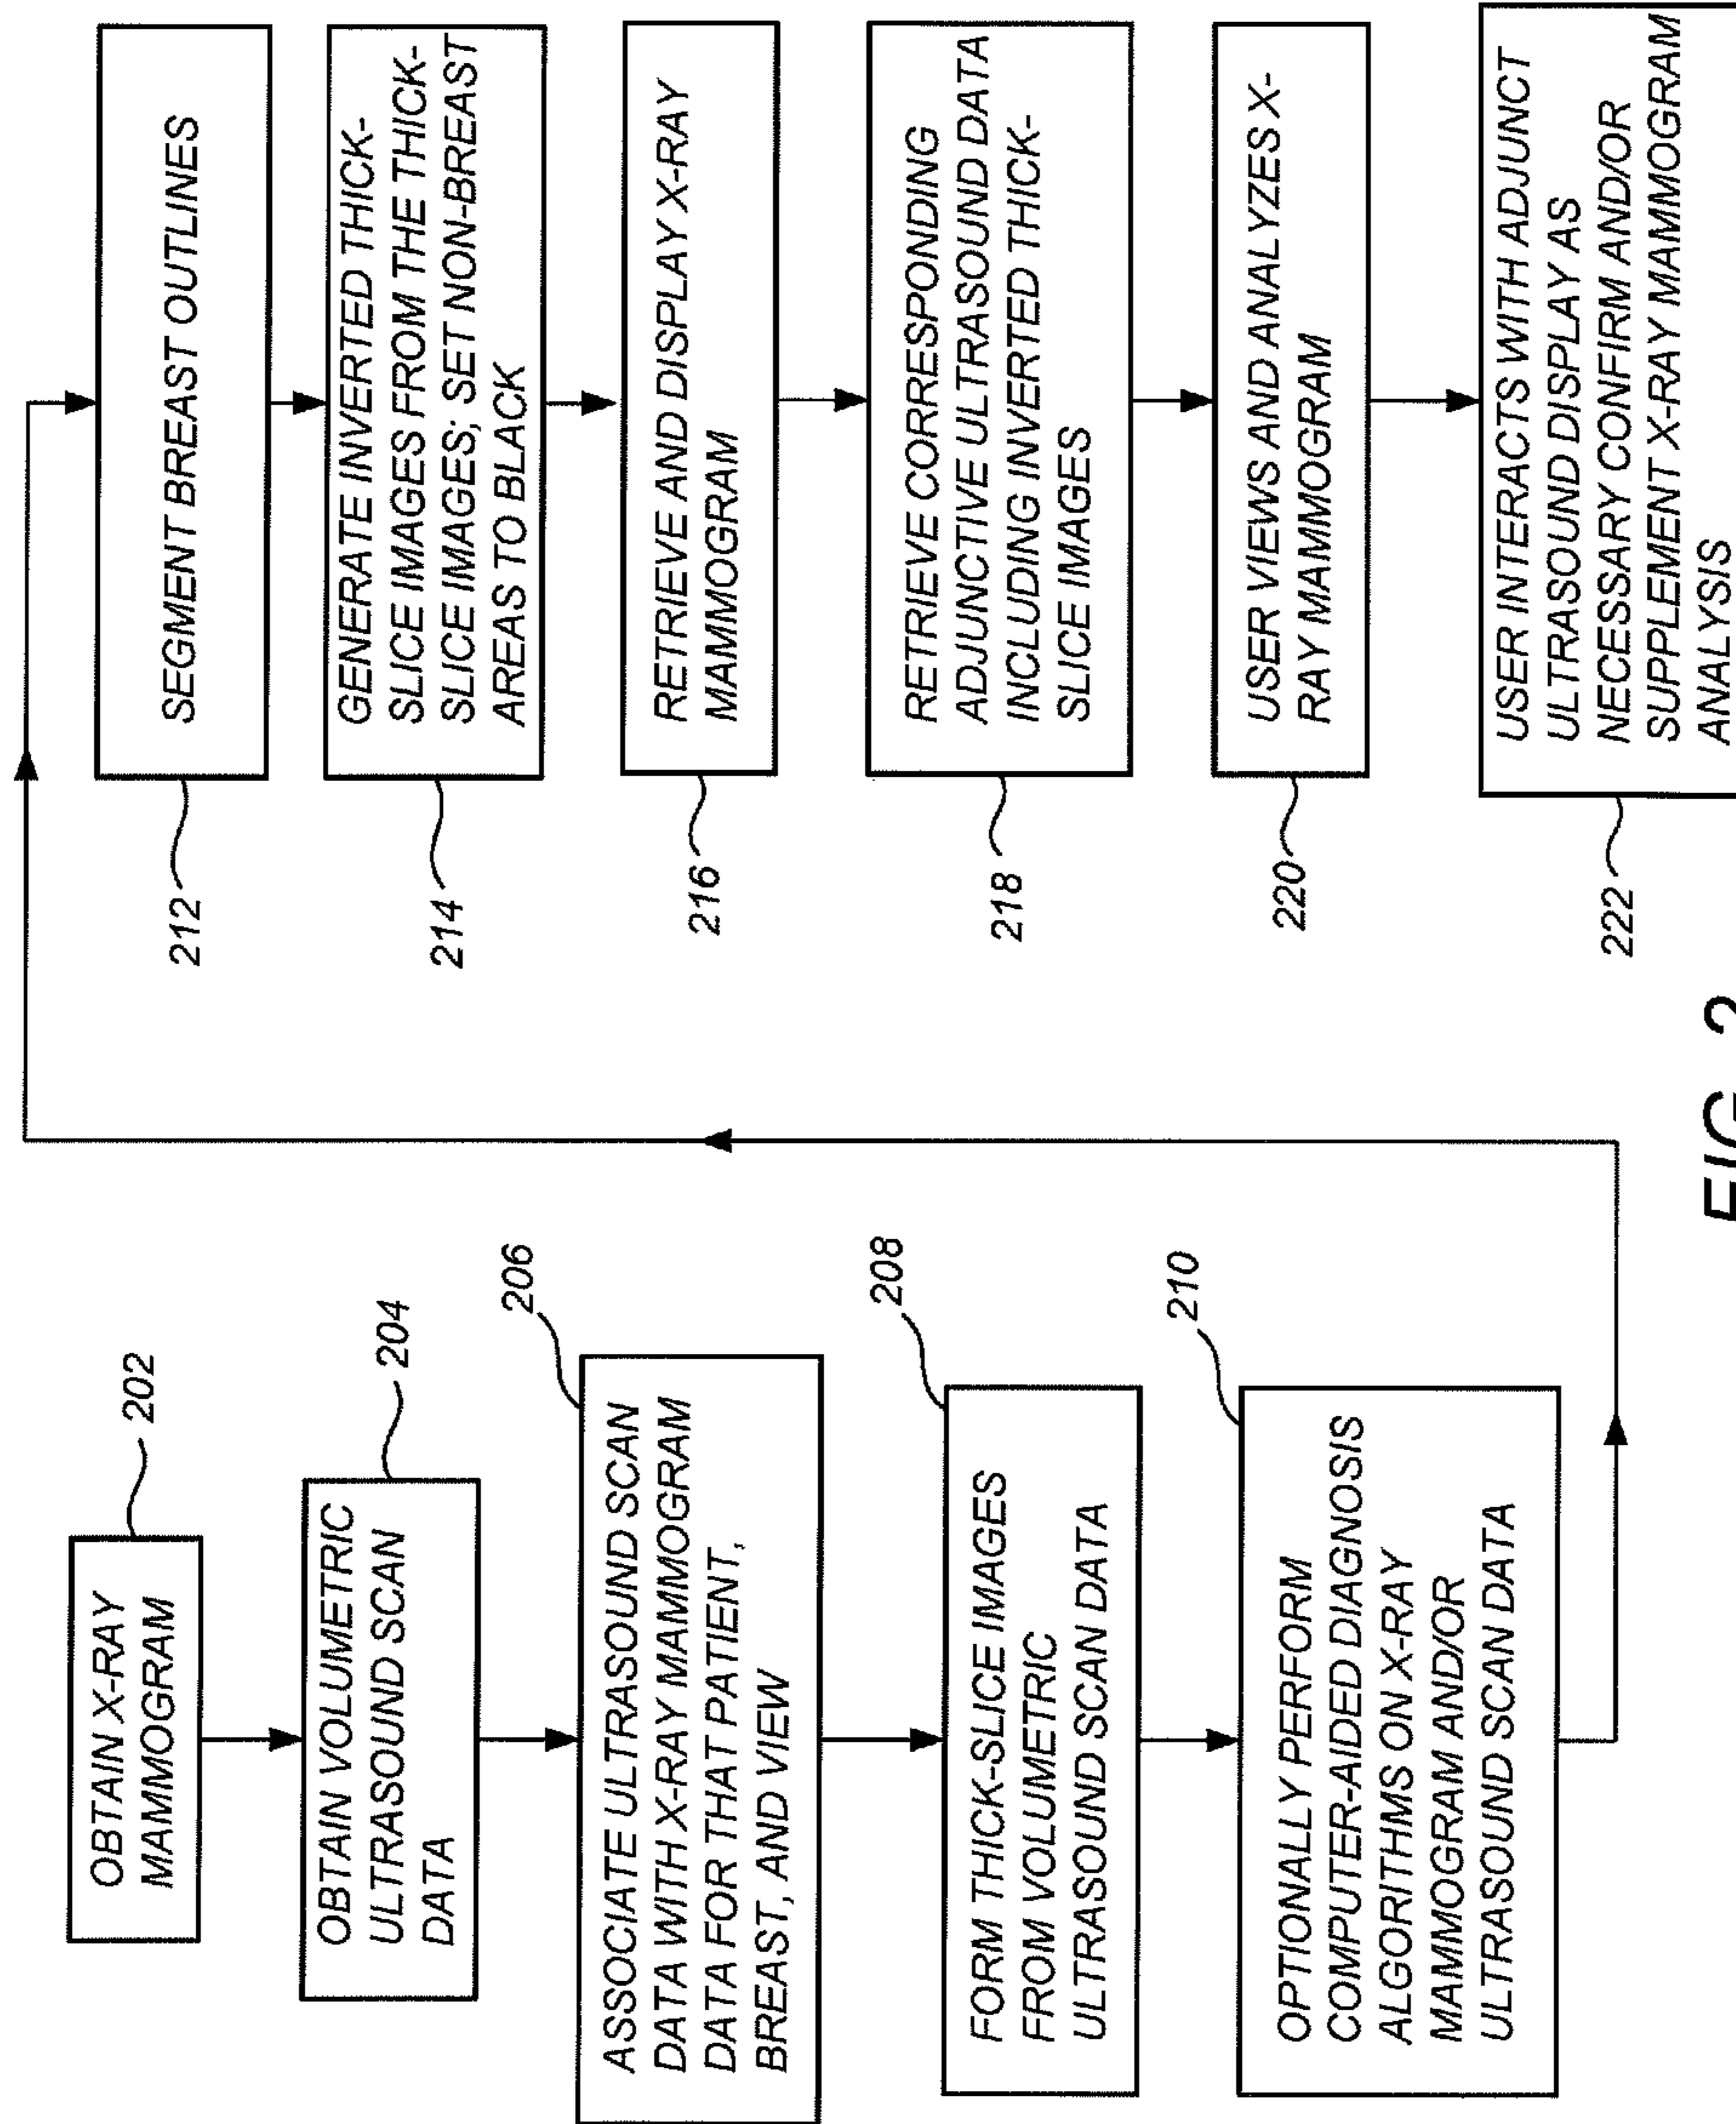 OBTAIN X-RAY
MAMMOGRAM
202
OBTAIN VOLUMETRIC
ULTRASOUND SCAN
DATA
204
ASSOCIATE ULTRASOUND SCAN
DATA WITH X-RAY MAMMOGRAM
DATA FOR THAT PATIENT,
BREAST, AND VIEW
206
FORM THICK-SLICE IMAGES
FROM VOLUMETRIC
ULTRASOUND SCAN DATA
208
OPTIONALLY PERFORM
COMPUTER-AIDED DIAGNOSIS
ALGORITHMS ON X-RAY
MAMMOGRAM AND/OR
ULTRASOUND SCAN DATA
210
SEGMENT BREAST OUTLINES
212
GENERATE INVERTED THICK-
SLICE IMAGES FROM THE THICK-
SLICE IMAGES; SET NON-BREAST
AREAS TO BLACK
214
RETRIEVE AND DISPLAY X-RAY
MAMMOGRAM
216
RETRIEVE CORRESPONDING
ADJUNCTIVE ULTRASOUND DATA
INCLUDING INVERTED THICK-
SLICE IMAGES
218
USER VIEWS AND ANALYZES X-
RAY MAMMOGRAM
220
USER INTERACTS WITH ADJUNCT
ULTRASOUND DISPLAY AS
NECESSARY CONFIRM AND/OR
SUPPLEMENT X-RAY MAMMOGRAM
ANALYSIS
222
FIG. 2